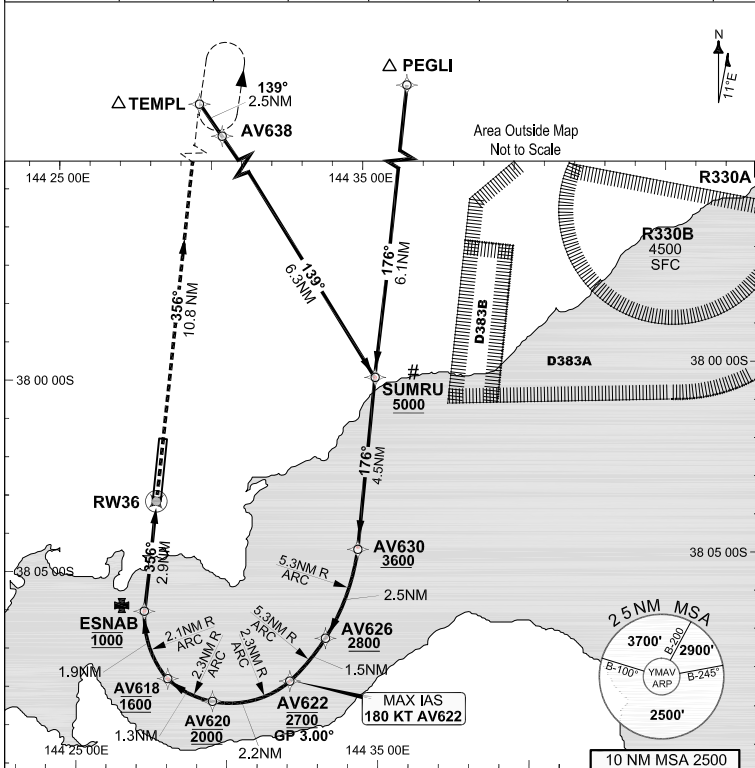 N
11°E
△ PEGLI
139°
2.5NM
△ TEMPL
AV638
Area Outside Map
Not to Scale
144 25 00E
144 35 00E
R330A
R330B
4500
SFC
176°
6.1NM
139°
6.3NM
356°
10.8 NM
D383B
D383A
38 00 00S
38 00 00S
#
SUMRU
5000
176°
4.5NM
RW36
356°
2.9NM
AV630
3600
38 05 00S
38 05 00S
5.3NM R
ARC
2.5NM
ESNAB
1000
2.1NM R
ARC
5.3NM R
ARC
2.3NM R
ARC
2.3NM R
ARC
AV626
2800
1.9NM
1.5NM
AV618
1600
AV622
2700
GP 3.00°
MAX IAS
180 KT AV622
AV620
2000
1.3NM
2.2NM
144 25 00E
144 35 00E
25NM MSA
3700'
B-200
2900'
B-100°
YMAV
ARP
B-245°
2500'
10 NM MSA 2500